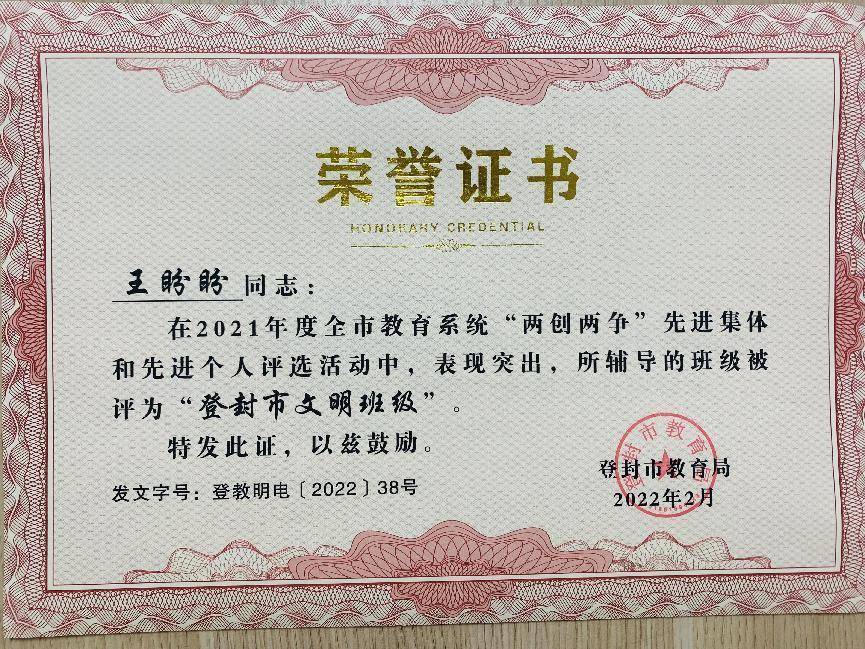 荣誉证书
HONORARY CREDENTIAL
王盼盼同志：
在2021年度全市教育系统“两创两争”先进集体
和先进个人评选活动中，表现突出，所辅导的班级被
评为“登封市文明班级”。
特发此证，以兹鼓励。
登封市教育局
登封市教育局
2022年2月
发文字号：登教明电〔2022〕38号